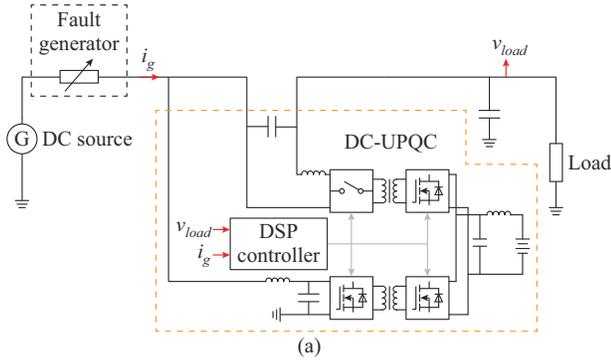 Fault
generator
i_g
v_load
G
DC source
DC-UPQC
Load
v_load
i_g
DSP
controller
(a)